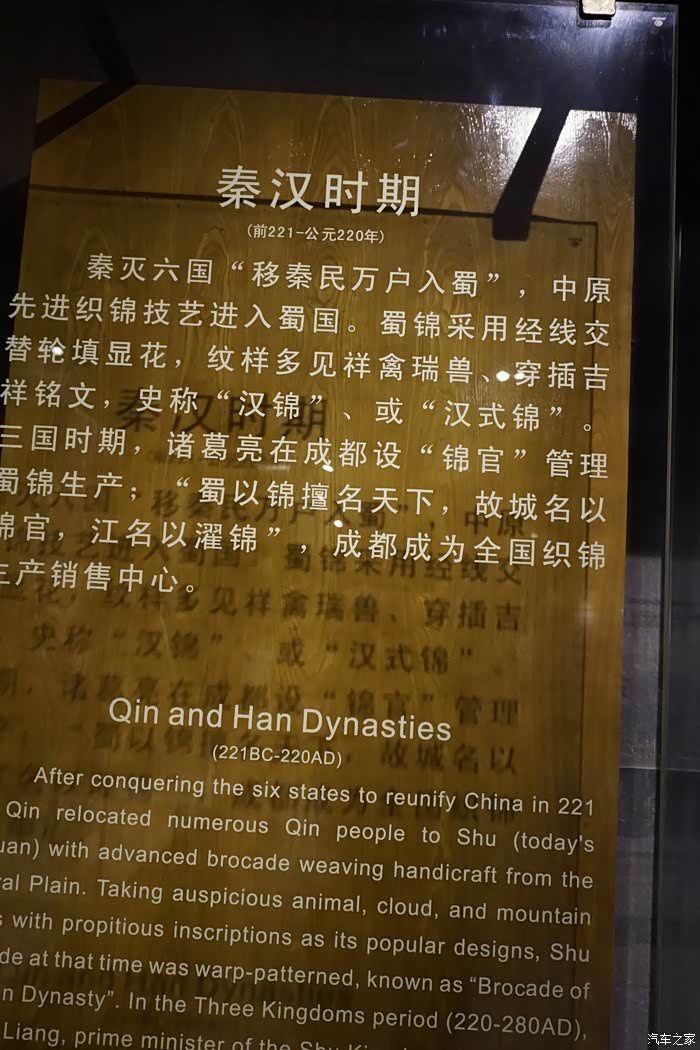 秦汉时期
(前221-公元220年)
秦灭六国“移秦民万户入蜀”，中原
先进织锦技艺进入蜀国。蜀锦采用经线交
替轮填显花，纹样多见祥禽瑞兽、穿插吉
祥铭文，史称“汉锦”、或“汉式锦”。
三国时期，诸葛亮在成都设“锦官”管理
蜀锦生产；“蜀以锦擅名天下，故城名以
锦官，江名以濯锦”，成都成为全国织锦
生产销售中心。
Qin and Han Dynasties
(221BC-220AD)
After conquering the six states to reunify China in 221
Qin relocated numerous Qin people to Shu (today's
uan) with advanced brocade weaving handicraft from the
al Plain. Taking auspicious animal, cloud, and mountain
s with propitious inscriptions as its popular designs, Shu
de at that time was warp-patterned, known as “Brocade of
n Dynasty”. In the Three Kingdoms period (220-280AD),
Liang, prime minister of the Shu
汽车之家